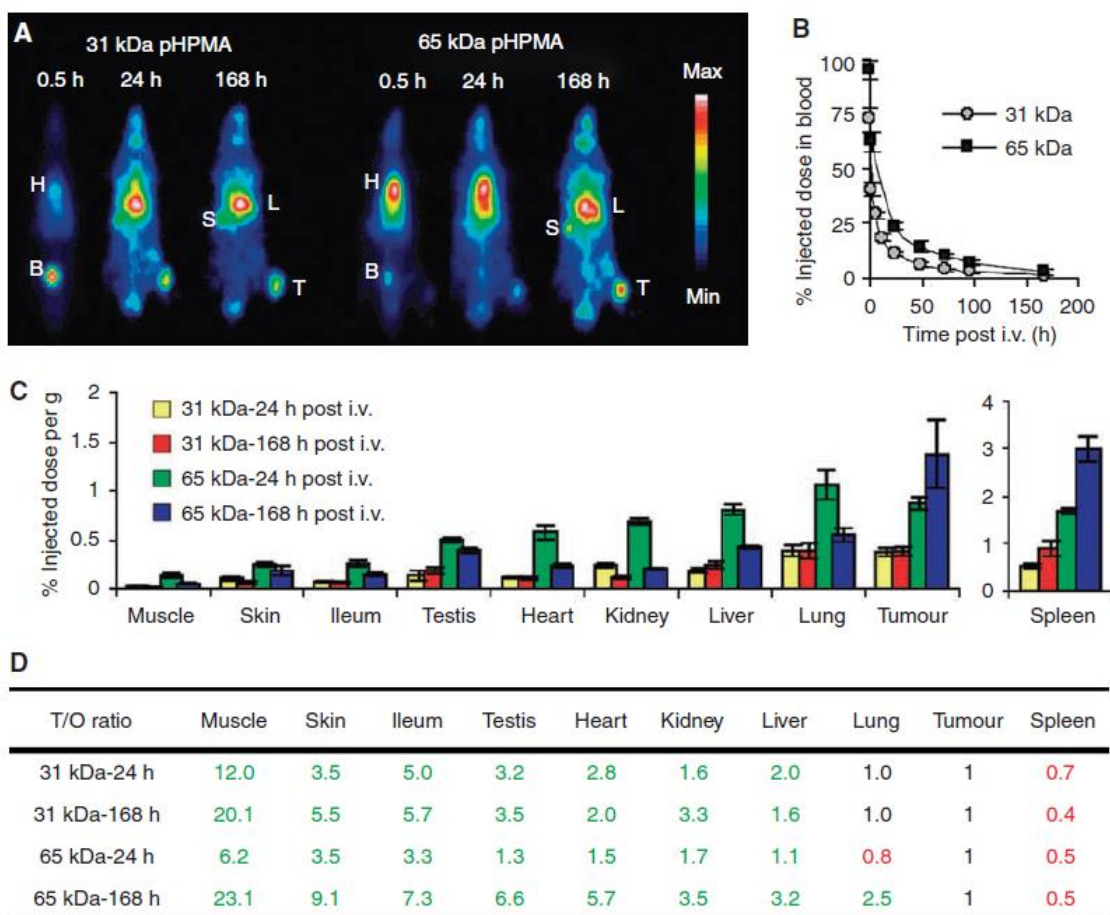 A
31 kDa pHPMA
65 kDa pHPMA
0.5 h 24 h 168 h
0.5 h 24 h 168 h
H
B
S
L
T
H
B
S
L
T
Max
Min
B
% Injected dose in blood
100
75
50
25
0
31 kDa
65 kDa
0 50 100 150 200
Time post i.v. (h)
C
% Injected dose per g
2
1.5
1
0.5
0
31 kDa-24 h post i.v.
31 kDa-168 h post i.v.
65 kDa-24 h post i.v.
65 kDa-168 h post i.v.
Muscle Skin Ileum Testis Heart Kidney Liver Lung Tumour
4
3
2
1
0
Spleen
D
T/O ratio Muscle Skin Ileum Testis Heart Kidney Liver Lung Tumour Spleen
31 kDa-24 h 12.0 3.5 5.0 3.2 2.8 1.6 2.0 1.0 1 0.7
31 kDa-168 h 20.1 5.5 5.7 3.5 2.0 3.3 1.6 1.0 1 0.4
65 kDa-24 h 6.2 3.5 3.3 1.3 1.5 1.7 1.1 0.8 1 0.5
65 kDa-168 h 23.1 9.1 7.3 6.6 5.7 3.5 3.2 2.5 1 0.5